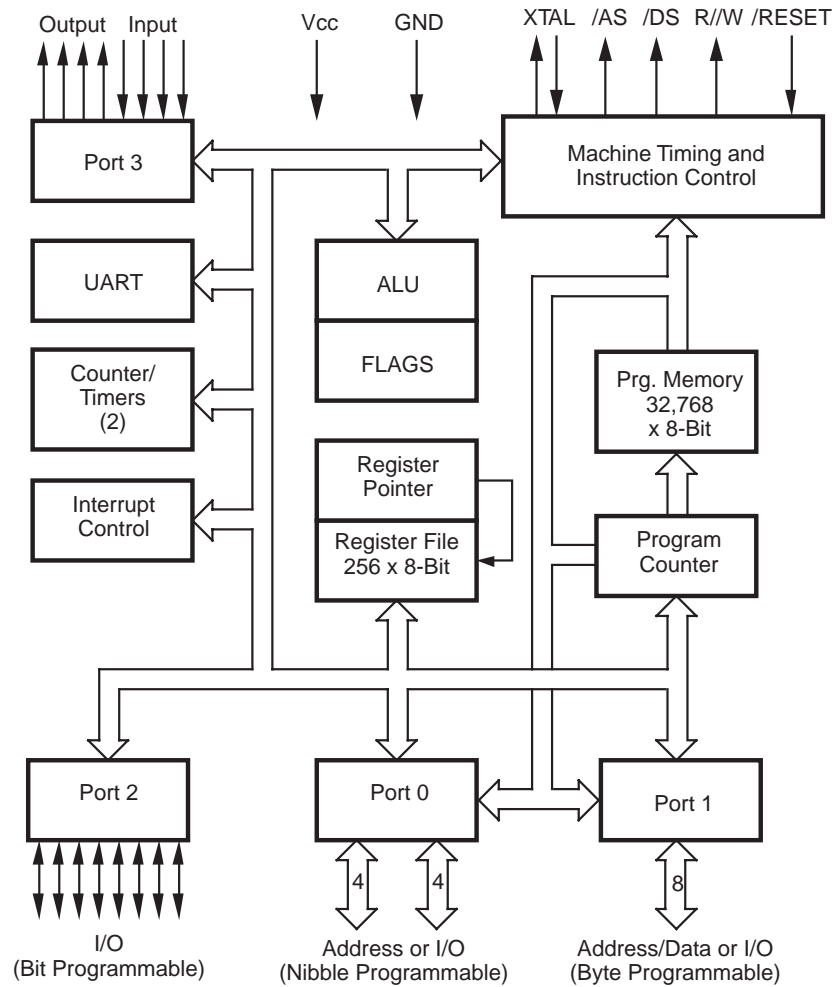 Output Input Vcc GND XTAL /AS /DS R//W /RESET
Port 3
Machine Timing and
Instruction Control
UART
ALU
FLAGS
Counter/
Timers
(2)
Prg. Memory
32,768
x 8-Bit
Register
Pointer
Interrupt
Control
Register File
256 x 8-Bit
Program
Counter
Port 2
Port 0
Port 1
4 4 8
I/O
(Bit Programmable)
Address or I/O
(Nibble Programmable)
Address/Data or I/O
(Byte Programmable)